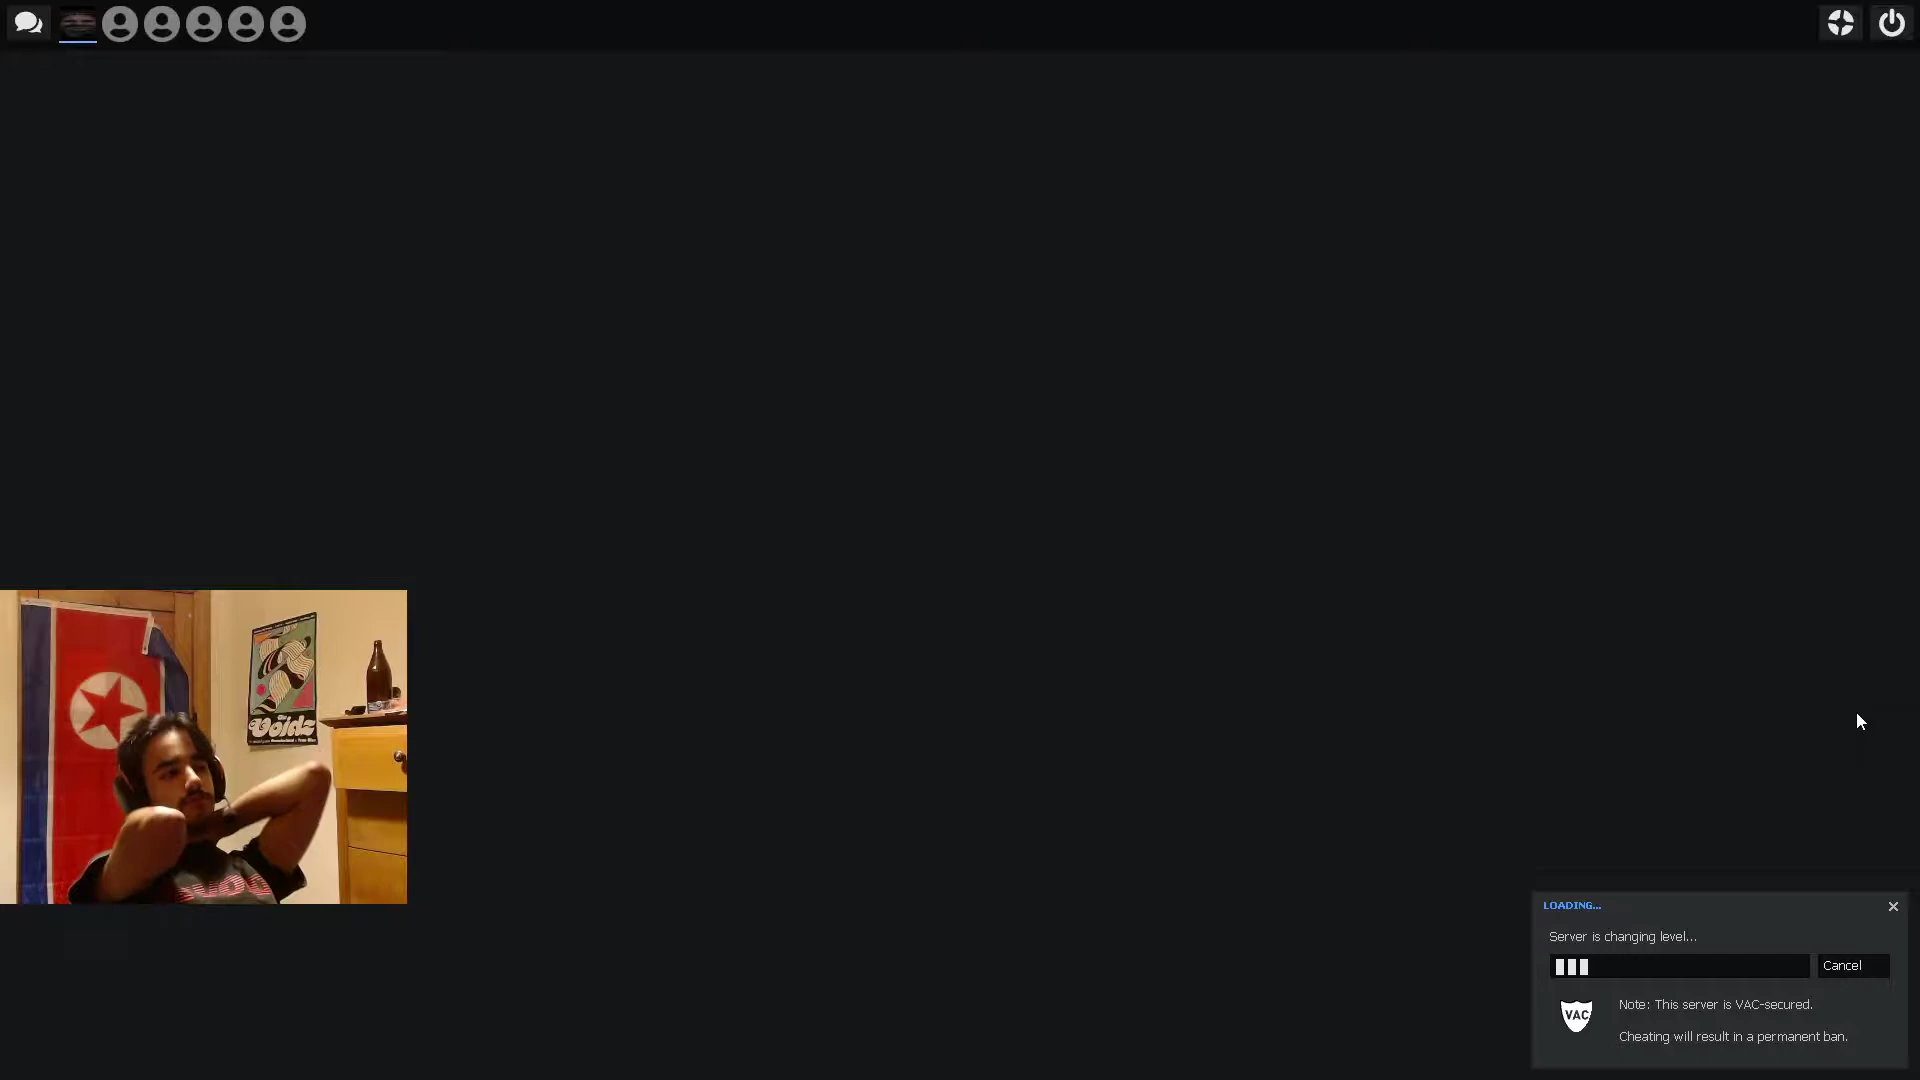 The
Voidz
LOADING...
Server is changing level...
Cancel
VAC
Note: This server is VAC-secured.
Cheating will result in a permanent ban.